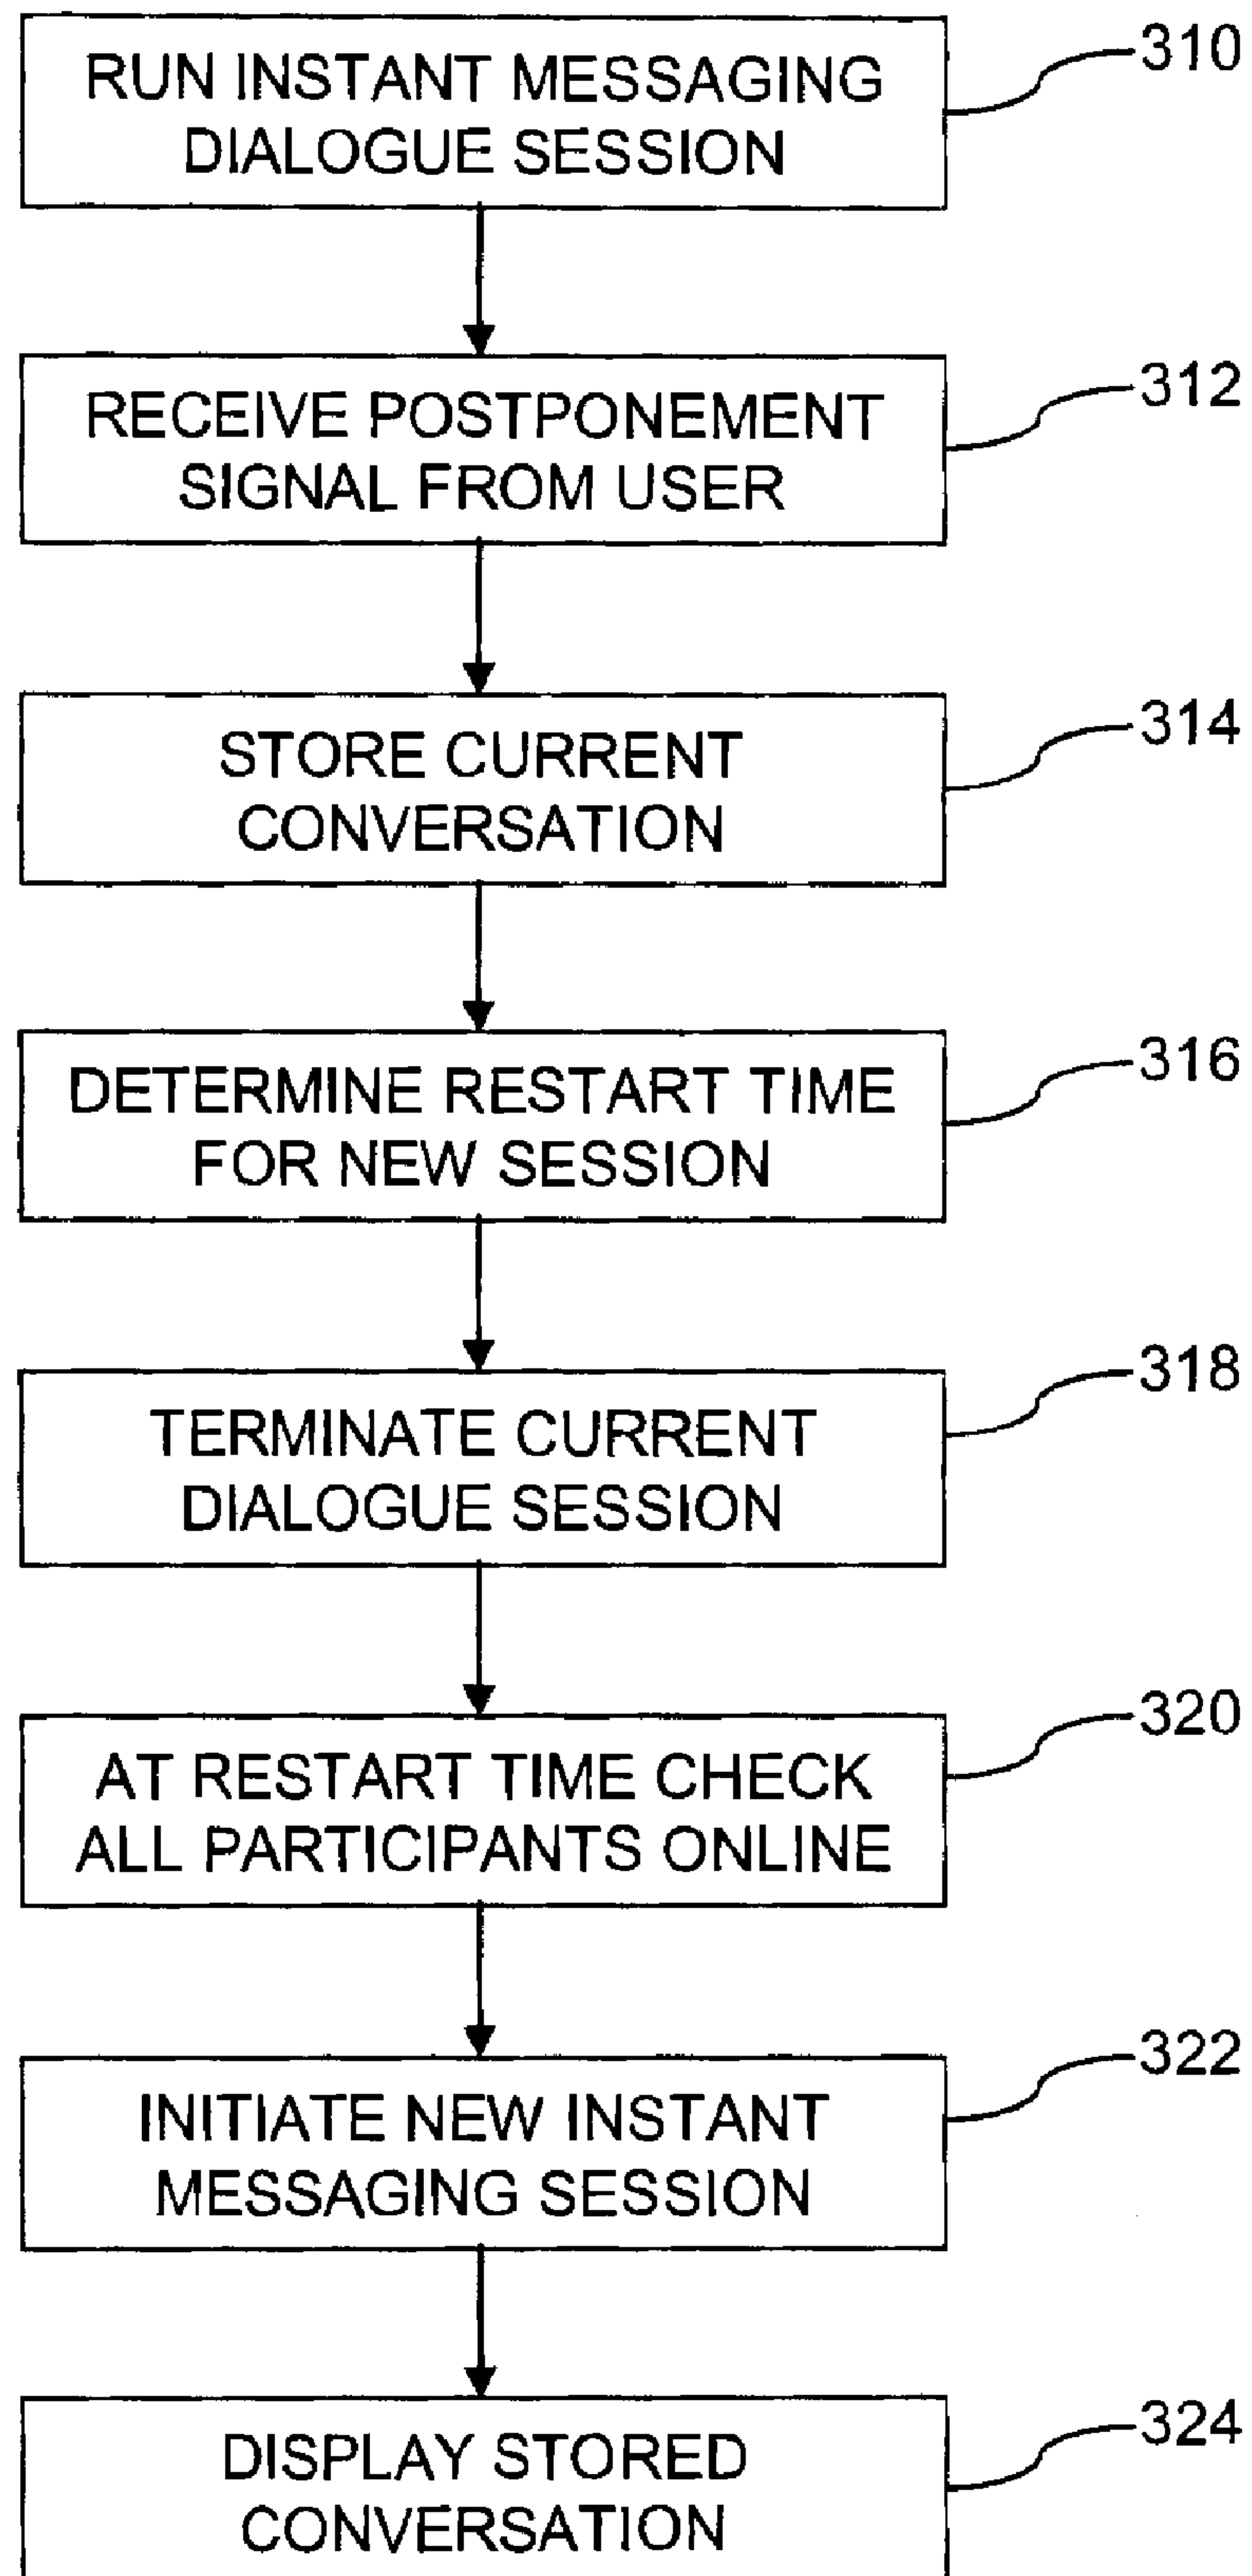 RUN INSTANT MESSAGING
DIALOGUE SESSION
310
RECEIVE POSTPONEMENT
SIGNAL FROM USER
312
STORE CURRENT
CONVERSATION
314
DETERMINE RESTART TIME
FOR NEW SESSION
316
TERMINATE CURRENT
DIALOGUE SESSION
318
AT RESTART TIME CHECK
ALL PARTICIPANTS ONLINE
320
INITIATE NEW INSTANT
MESSAGING SESSION
322
DISPLAY STORED
CONVERSATION
324